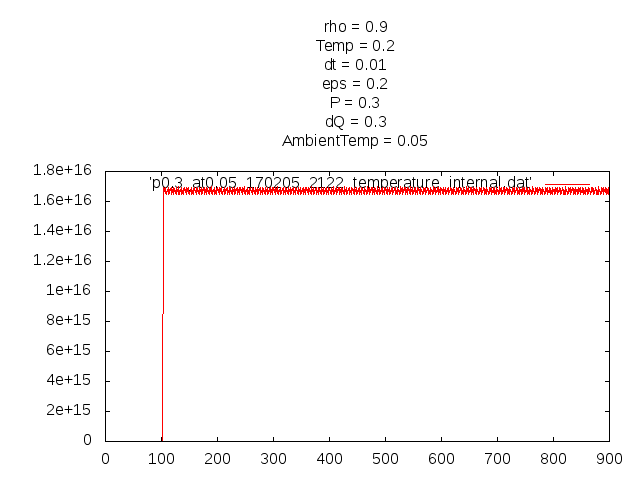 rho = 0.9
Temp = 0.2
dt = 0.01
eps = 0.2
P = 0.3
dQ = 0.3
AmbientTemp = 0.05
1.8e+16
'p0.3_at0.05_170205_2122_temperature_internal.dat'
1.6e+16
1.4e+16
1.2e+16
1e+16
8e+15
6e+15
4e+15
2e+15
0
0 100 200 300 400 500 600 700 800 900